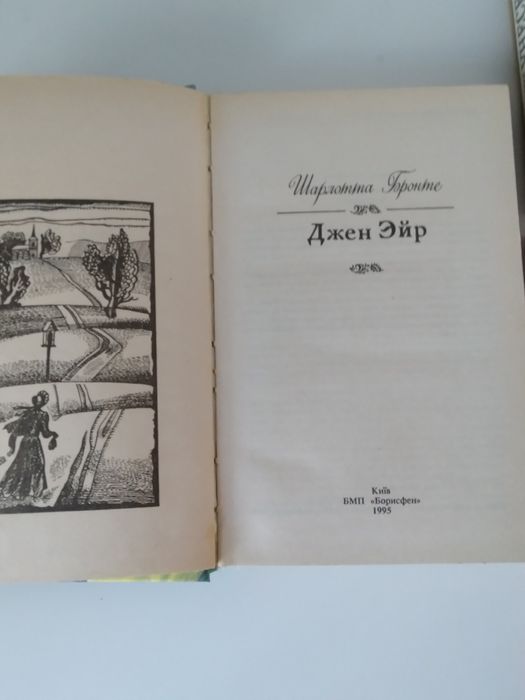 Шарлотта Бронте
Джен Эйр
Київ
БМП «Борисфен»
1995